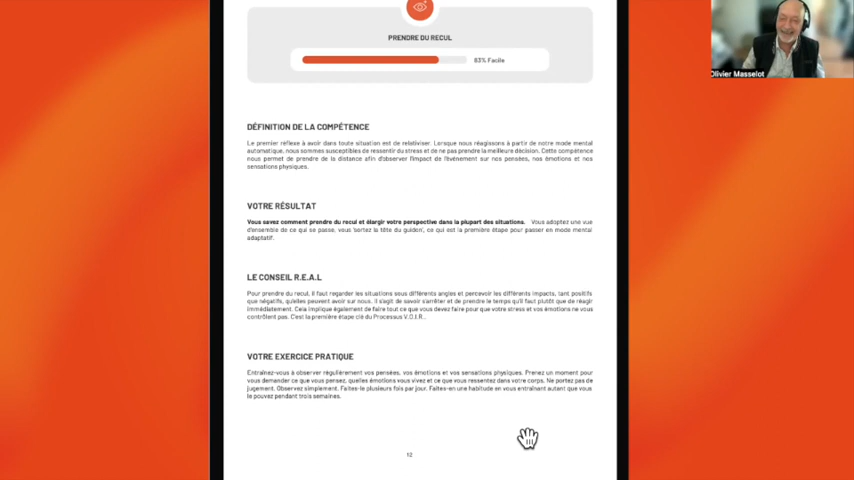 PRENDRE DU RECUL
83% Facile
Olivier Masselot
DÉFINITION DE LA COMPÉTENCE
Le premier réflexe à avoir dans toute situation est de relativiser. Lorsque nous réagissons à partir de notre mode mental
automatique, nous sommes susceptibles de ressentir du stress et de ne pas prendre la meilleure décision. Cette compétence
nous permet de prendre de la distance afin d'observer l'impact de l'événement sur nos pensées, nos émotions et nos
sensations physiques.
VOTRE RÉSULTAT
Vous savez comment prendre du recul et élargir votre perspective dans la plupart des situations. Vous adoptez une vue
d'ensemble de ce qui se passe, vous 'sortez la tête du guidon', ce qui est la première étape pour passer en mode mental
adaptatif.
LE CONSEIL R.E.A.L
Pour prendre du recul, il faut regarder les situations sous différents angles et percevoir les différents impacts, tant positifs
que négatifs, qu'elles peuvent avoir sur nous. Il s'agit de savoir s'arrêter et de prendre le temps qu'il faut plutôt que de réagir
immédiatement. Cela implique également de faire tout ce que vous devez faire pour que votre stress et vos émotions ne vous
contrôlent pas. C'est la première étape clé du Processus V.O.I.R..
VOTRE EXERCICE PRATIQUE
Entraînez-vous à observer régulièrement vos pensées, vos émotions et vos sensations physiques. Prenez un moment pour
vous demander ce que vous pensez, quelles émotions vous vivez et ce que vous ressentez dans votre corps. Ne portez pas de
jugement. Observez simplement. Faites-le plusieurs fois par jour. Faites-en une habitude en vous entraînant autant que vous
le pouvez pendant trois semaines.
12